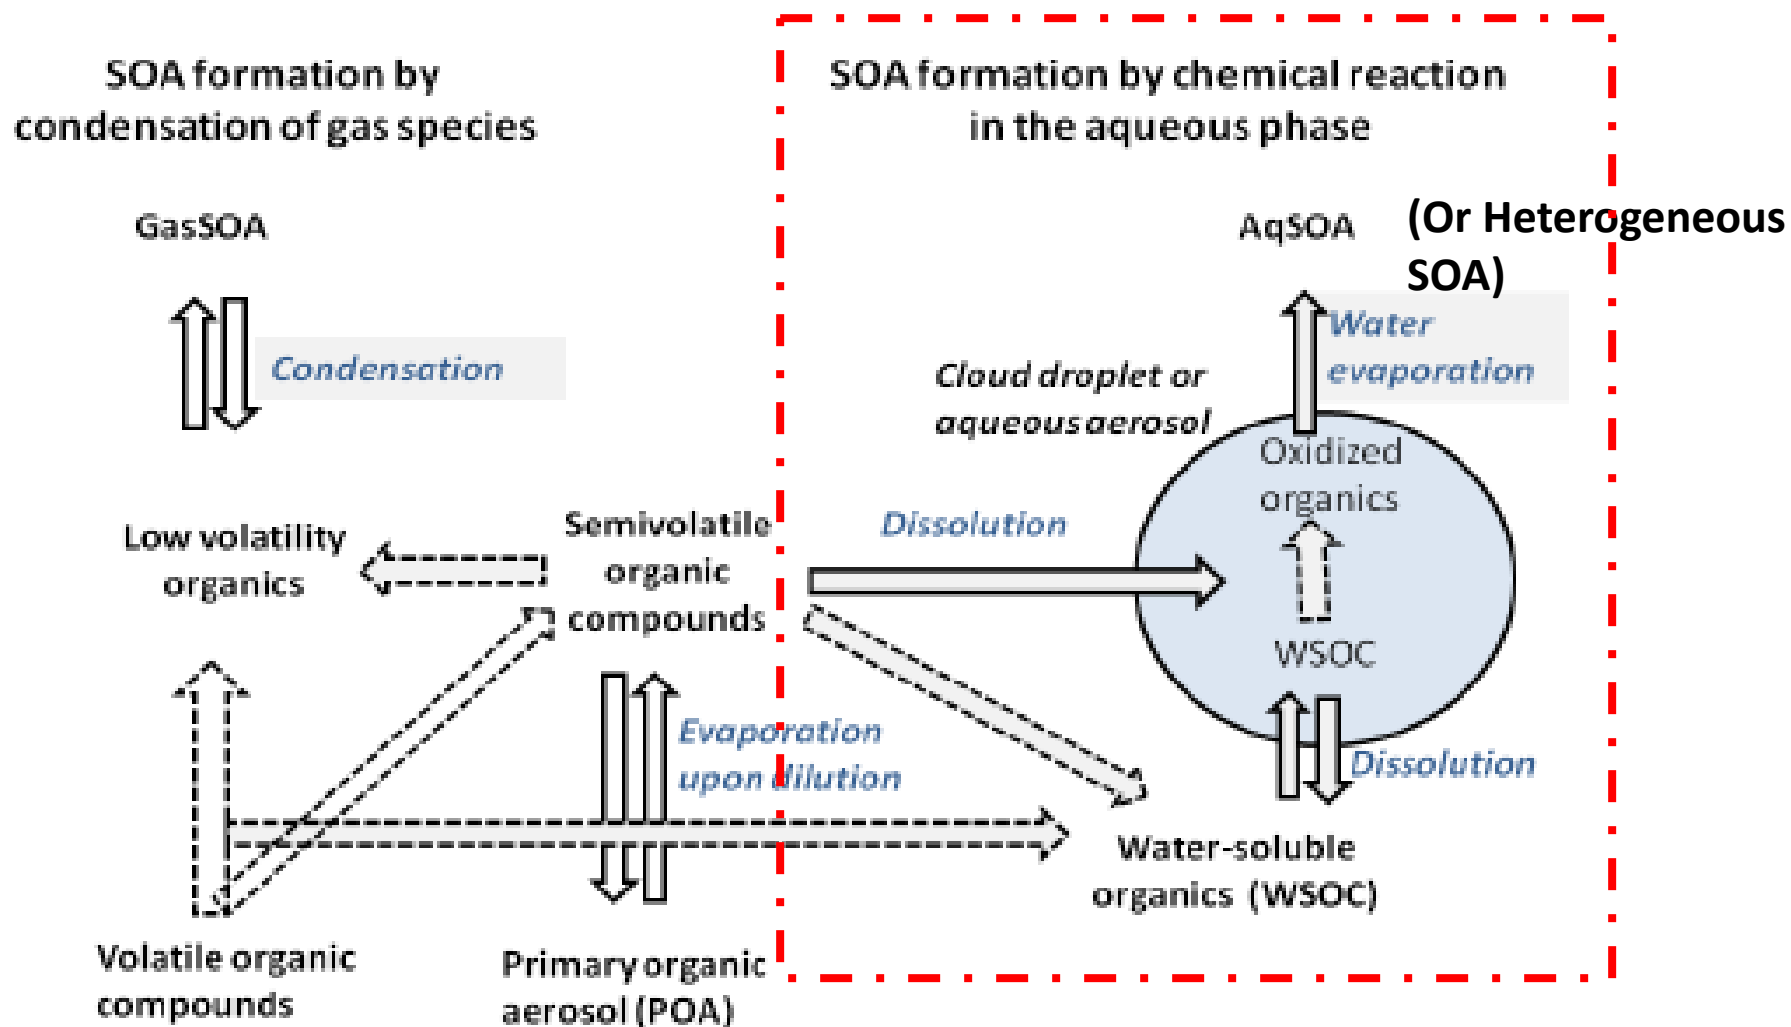 SOA formation by
condensation of gas species
SOA formation by chemical reaction
in the aqueous phase
GasSOA
AqSOA
(Or Heterogeneous
SOA)
Condensation
Water
evaporation
Cloud droplet or
aqueous aerosol
Oxidized
organics
Low volatility
organics
Semivolatile
organic
compounds
Dissolution
WSOC
Evaporation
upon dilution
Dissolution
Water-soluble
organics (WSOC)
Volatile organic
compounds
Primary organic
aerosol (POA)